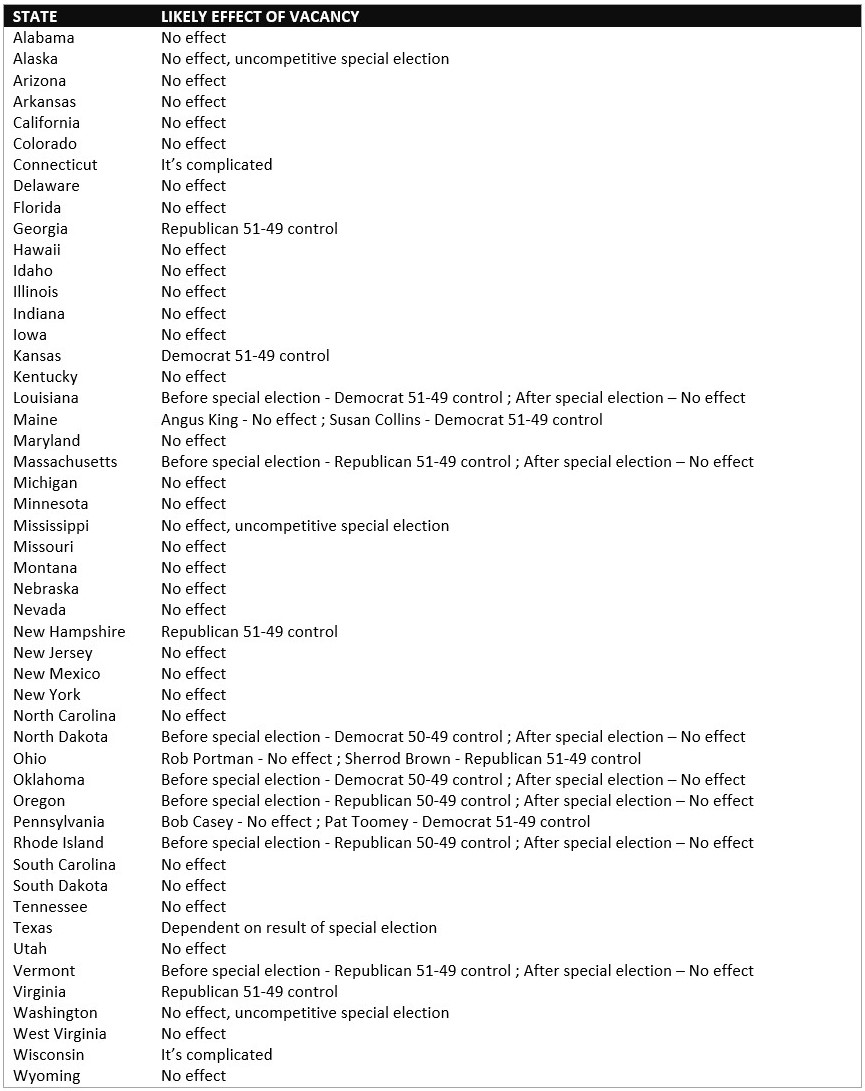 STATE LIKELY EFFECT OF VACANCY
Alabama No effect
Alaska No effect, uncompetitive special election
Arizona No effect
Arkansas No effect
California No effect
Colorado No effect
Connecticut It’s complicated
Delaware No effect
Florida No effect
Georgia Republican 51-49 control
Hawaii No effect
Idaho No effect
Illinois No effect
Indiana No effect
Iowa No effect
Kansas Democrat 51-49 control
Kentucky No effect
Louisiana Before special election - Democrat 51-49 control ; After special election – No effect
Maine Angus King - No effect ; Susan Collins - Democrat 51-49 control
Maryland No effect
Massachusetts Before special election - Republican 51-49 control ; After special election – No effect
Michigan No effect
Minnesota No effect
Mississippi No effect, uncompetitive special election
Missouri No effect
Montana No effect
Nebraska No effect
Nevada No effect
New Hampshire Republican 51-49 control
New Jersey No effect
New Mexico No effect
New York No effect
North Carolina No effect
North Dakota Before special election - Democrat 50-49 control ; After special election – No effect
Ohio Rob Portman - No effect ; Sherrod Brown - Republican 51-49 control
Oklahoma Before special election - Democrat 50-49 control ; After special election – No effect
Oregon Before special election - Republican 50-49 control ; After special election – No effect
Pennsylvania Bob Casey - No effect ; Pat Toomey - Democrat 51-49 control
Rhode Island Before special election - Republican 50-49 control ; After special election – No effect
South Carolina No effect
South Dakota No effect
Tennessee No effect
Texas Dependent on result of special election
Utah No effect
Vermont Before special election - Republican 51-49 control ; After special election – No effect
Virginia Republican 51-49 control
Washington No effect, uncompetitive special election
West Virginia No effect
Wisconsin It’s complicated
Wyoming No effect